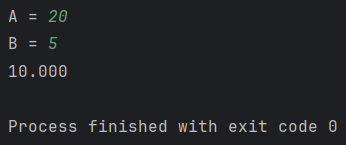 A = 20
B = 5
10.000
Process finished with exit code 0